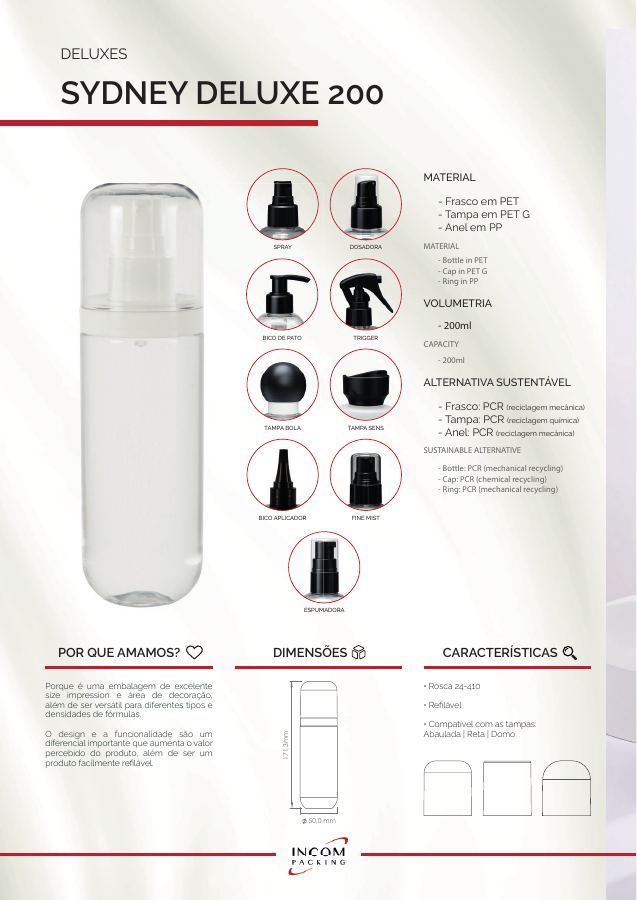 DELUXES
SYDNEY DELUXE 200
SPRAY
DOSADORA
BICO DE PATO
TRIGGER
TAMPA BOLA
TAMPA SENS
BICO APLICADOR
FINE MIST
ESPUMADORA
MATERIAL
- Frasco em PET
- Tampa em PET G
- Anel em PP
MATERIAL
- Bottle in PET
- Cap in PET G
- Ring in PP
VOLUMETRIA
- 200ml
CAPACITY
- 200ml
ALTERNATIVA SUSTENTÁVEL
- Frasco: PCR (reciclagem mecânica)
- Tampa: PCR (reciclagem química)
- Anel: PCR (reciclagem mecânica)
SUSTAINABLE ALTERNATIVE
- Bottle: PCR (mechanical recycling)
- Cap: PCR (chemical recycling)
- Ring: PCR (mechanical recycling)
POR QUE AMAMOS?
Porque é uma embalagem de excelente
size impression e área de decoração,
além de ser versátil para diferentes tipos e
densidades de fórmulas.
O design e a funcionalidade são um
diferencial importante que aumenta o valor
percebido do produto, além de ser um
produto facilmente refilável.
DIMENSÕES
171,3mm
ø 50,0 mm
CARACTERÍSTICAS
• Rosca 24-410
• Refilável
• Compatível com as tampas:
Abaulada | Reta | Domo
INCOM
PACKING